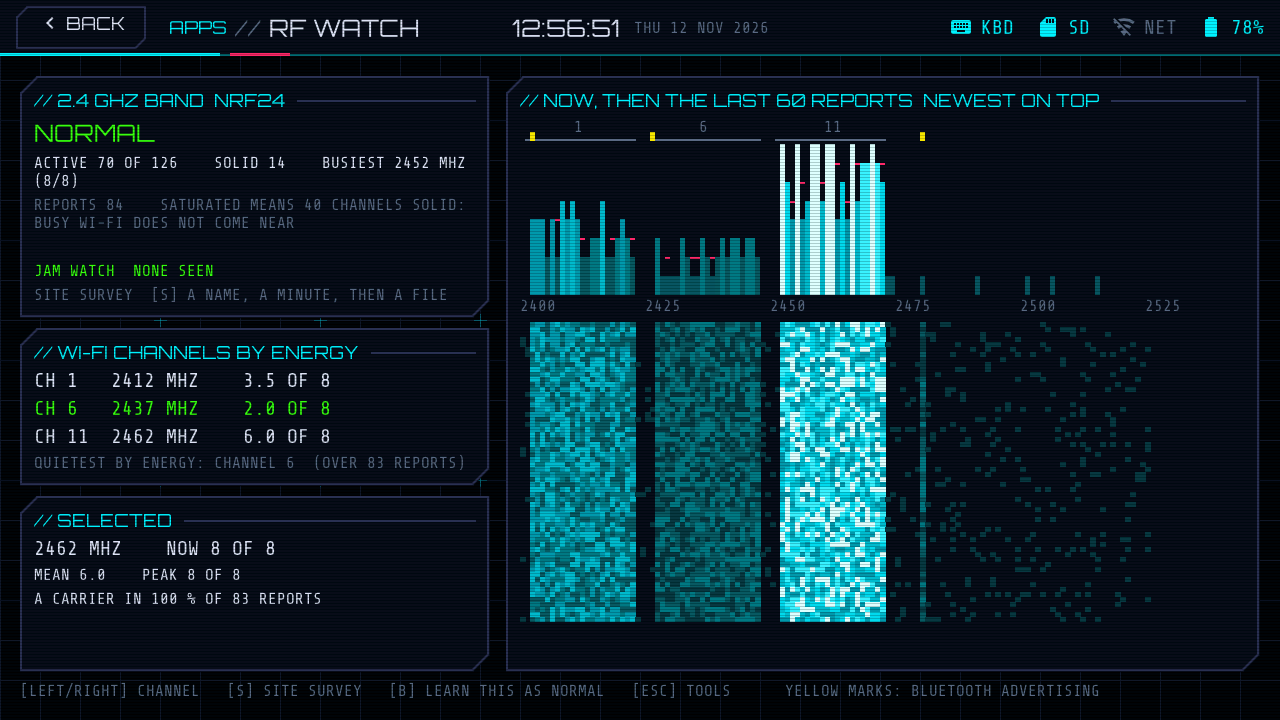 BACK
APPS // RF WATCH
12:56:51 THU 12 NOV 2026
KBD SD NET 78%
// 2.4 GHZ BAND NRF24
NORMAL
ACTIVE 70 OF 126 SOLID 14 BUSIEST 2452 MHZ
(8/8)
REPORTS 84 SATURATED MEANS 40 CHANNELS SOLID:
BUSY WI-FI DOES NOT COME NEAR
JAM WATCH NONE SEEN
SITE SURVEY [S] A NAME, A MINUTE, THEN A FILE
// WI-FI CHANNELS BY ENERGY
CH 1 2412 MHZ 3.5 OF 8
CH 6 2437 MHZ 2.0 OF 8
CH 11 2462 MHZ 6.0 OF 8
QUIETEST BY ENERGY: CHANNEL 6 (OVER 83 REPORTS)
// SELECTED
2462 MHZ NOW 8 OF 8
MEAN 6.0 PEAK 8 OF 8
A CARRIER IN 100 % OF 83 REPORTS
// NOW, THEN THE LAST 60 REPORTS NEWEST ON TOP
1 6 11
2400 2425 2450 2475 2500 2525
[LEFT/RIGHT] CHANNEL [S] SITE SURVEY [B] LEARN THIS AS NORMAL [ESC] TOOLS YELLOW MARKS: BLUETOOTH ADVERTISING